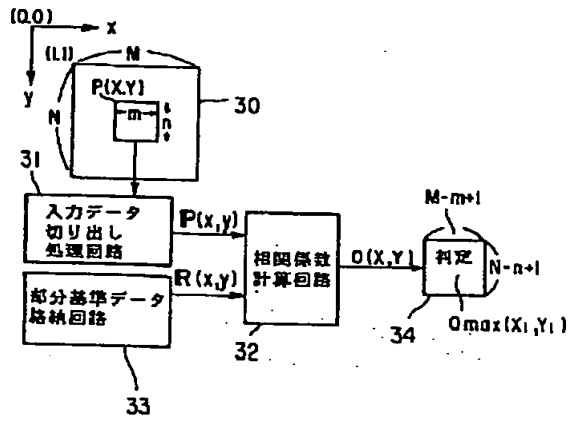 (0,0)
x
(1,1)
N
y
N
P(X,Y)
m
n
30
31
入力データ
切り出し
処理回路
P(x,y)
部分基準データ
格納回路
R(x,y)
33
相関係数
計算回路
32
Q(X,Y)
M-m+1
判定
N-n+1
34
Qmax(X₁,Y₁)